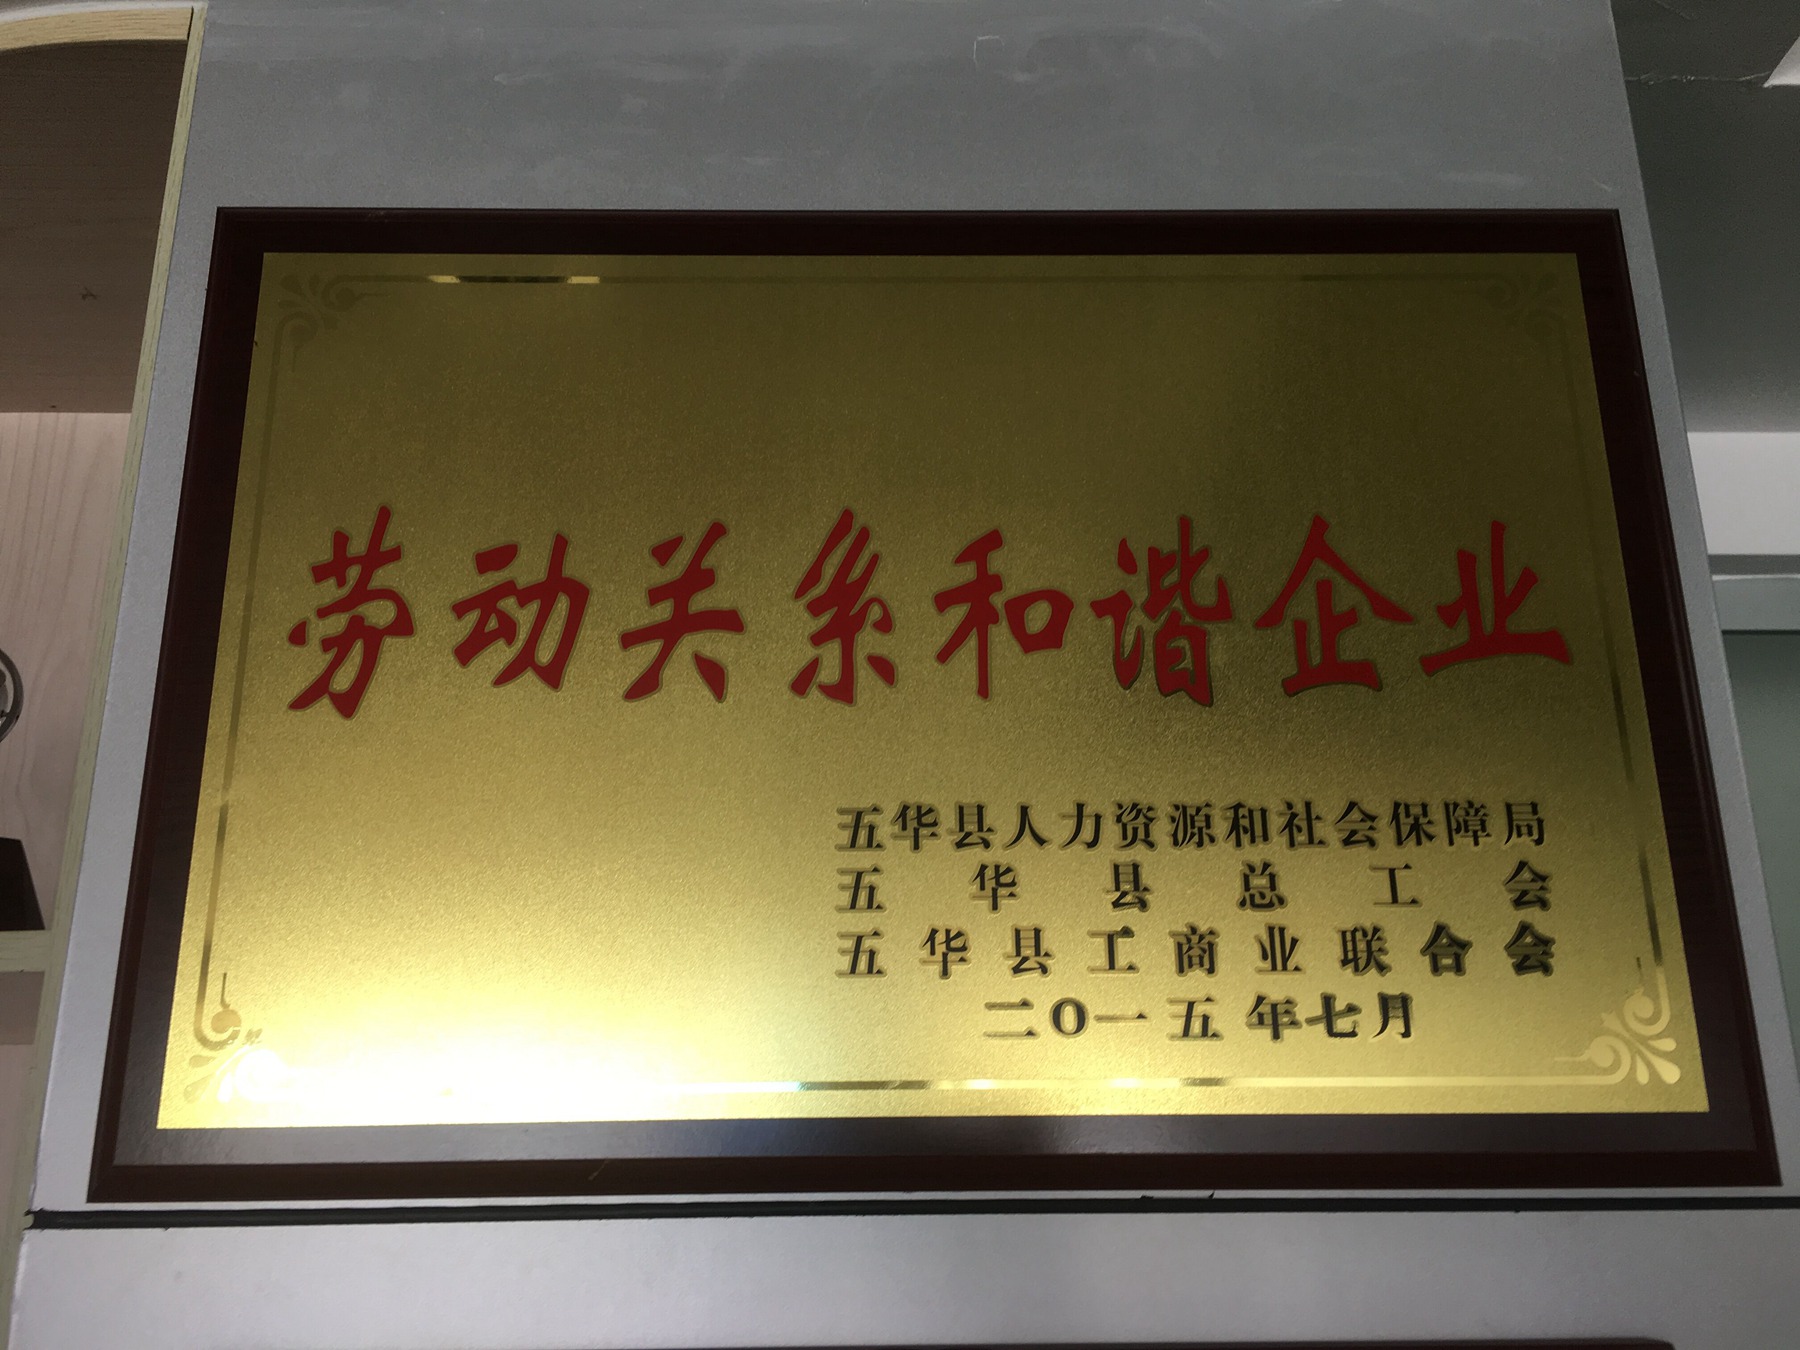 劳动关系和谐企业
五华县人力资源和社会保障局
五华县总工会
五华县工商业联合会
二O一五年七月